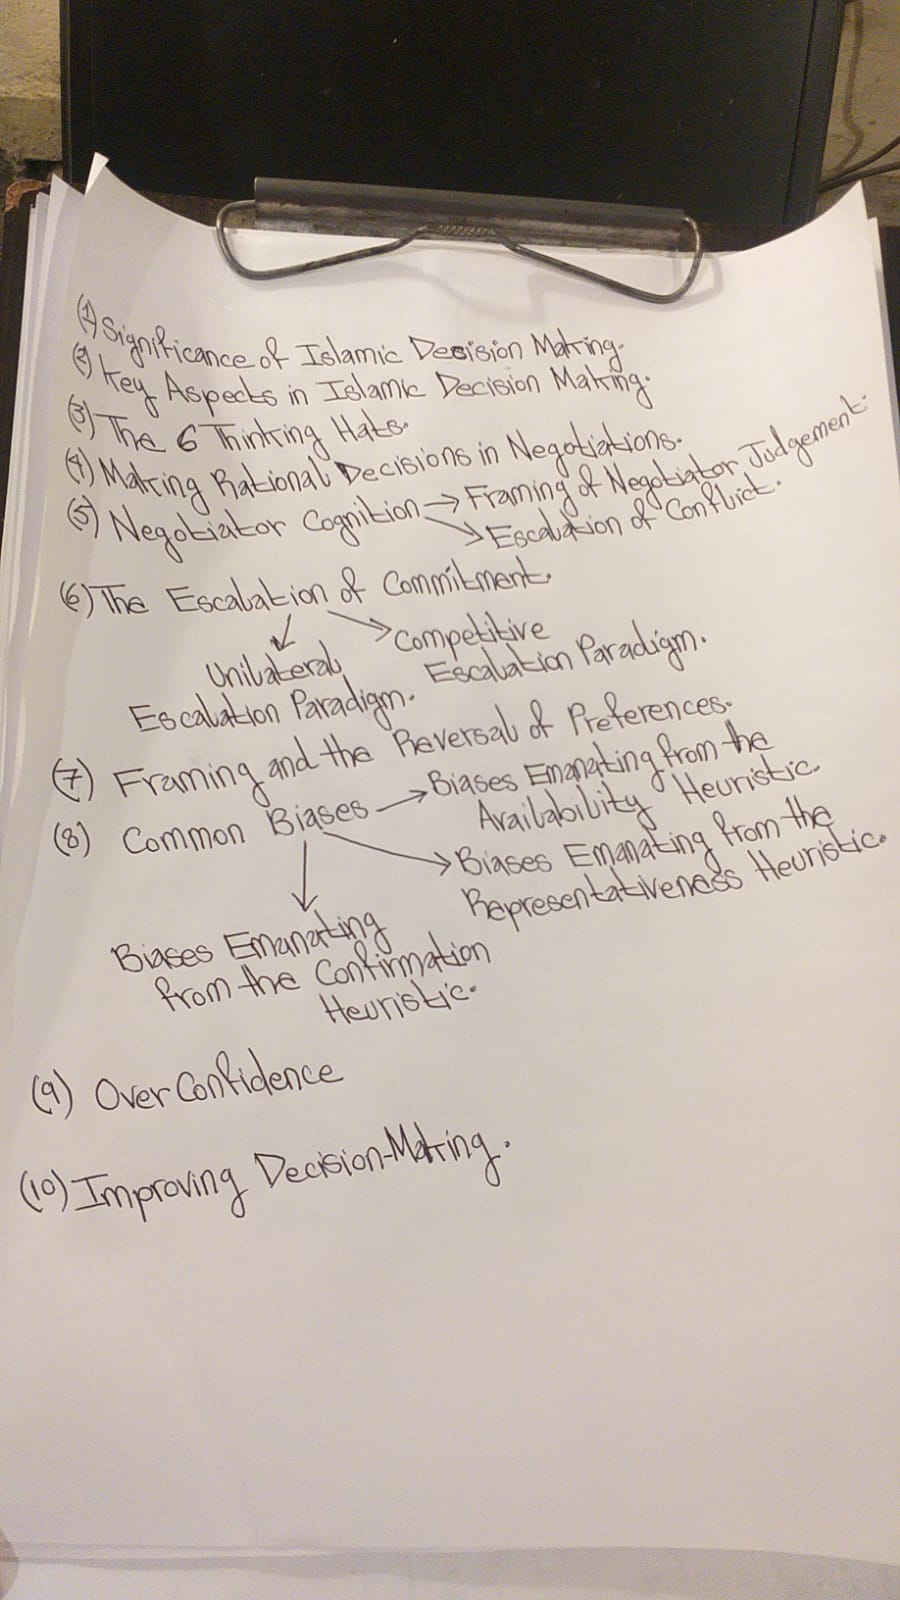 (1) Significance of Islamic Decision Making.
(2) Key Aspects in Islamic Decision Making.
(3) The 6 Thinking Hats.
(4) Making Rational Decisions in Negotiations.
(5) Negotiator Cognition → Framing of Negotiator Judgement.
→ Escalation of Conflict.
(6) The Escalation of Commitment.
Unilateral
Escalation Paradigm.
Competitive
Escalation Paradigm.
(7) Framing and the Reversal of Preferences.
(8) Common Biases → Biases Emanating from the
Availability Heuristic.
→ Biases Emanating from the
Representativeness Heuristic.
Biases Emanating
from the Confirmation
Heuristic.
(9) Over Confidence
(10) Improving Decision-Making.